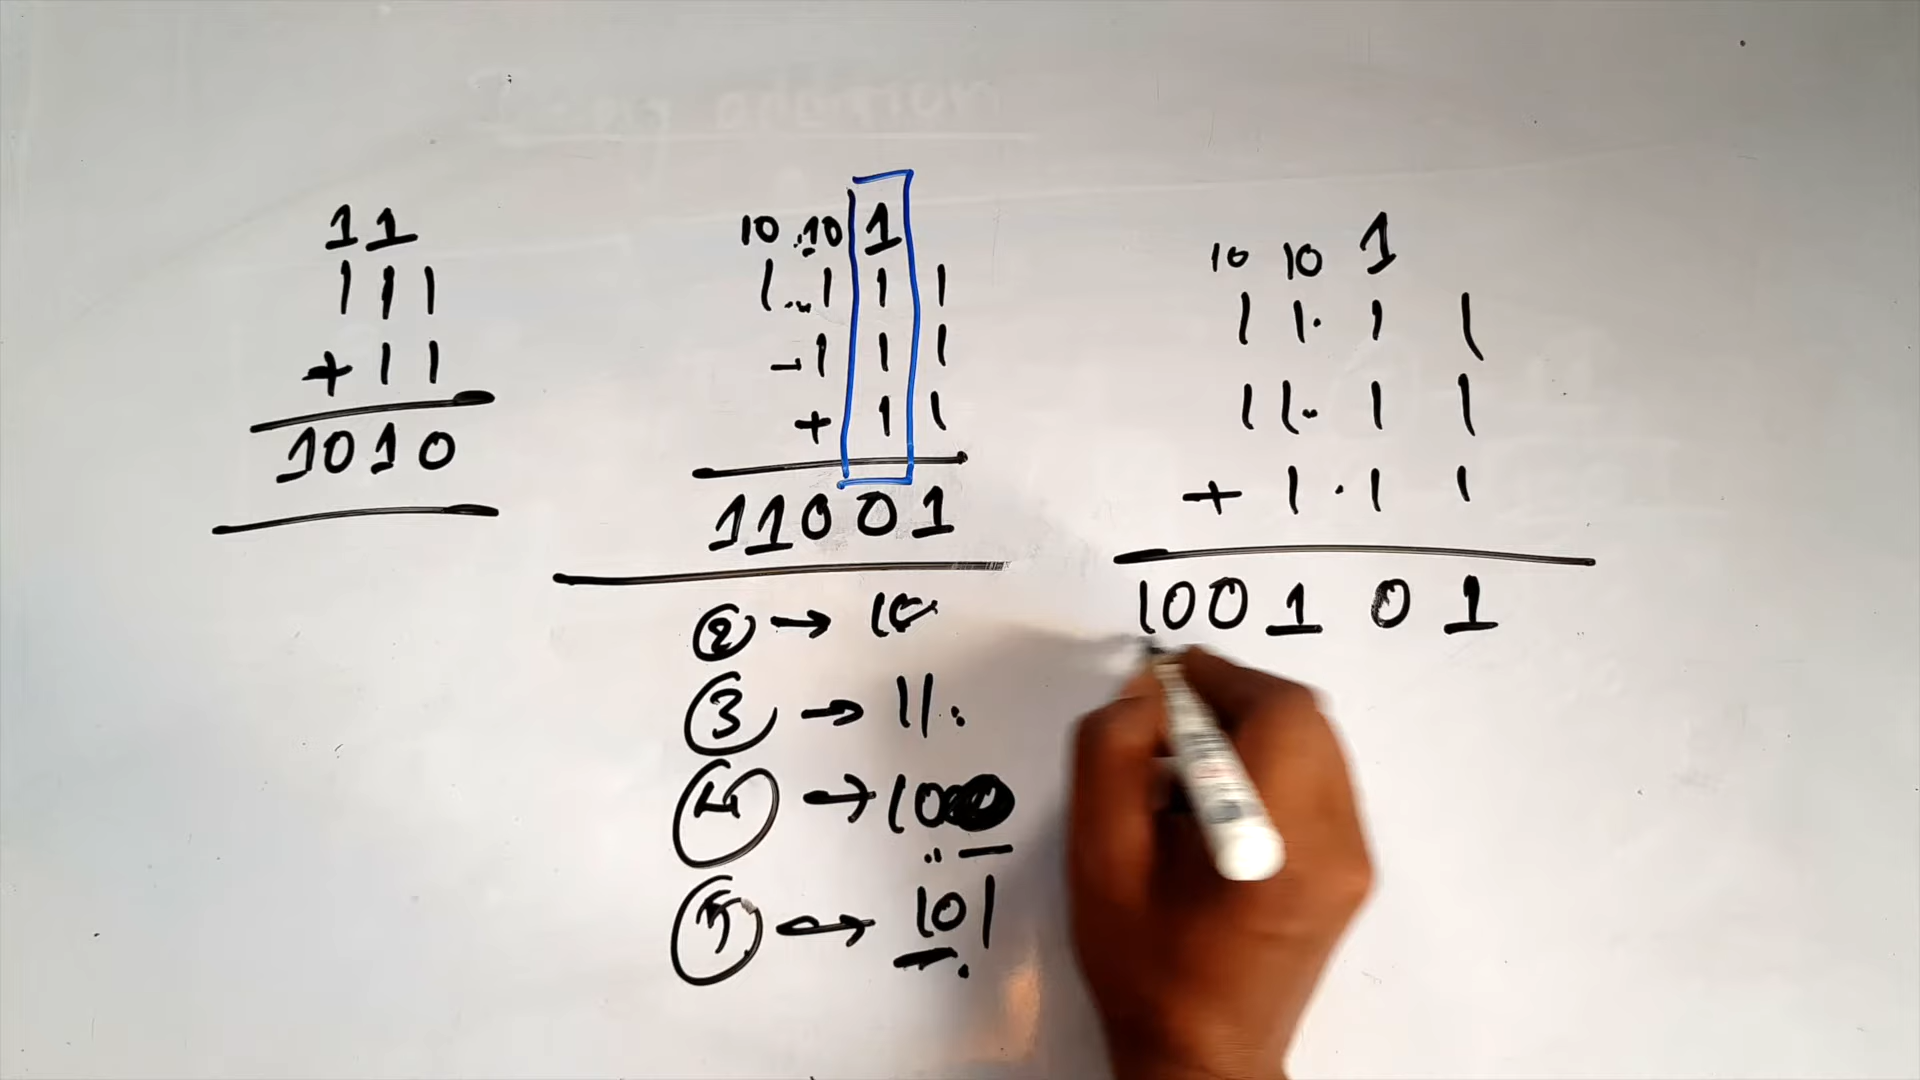 11
111
+11
1010
10 10 1
1 1 1 1
1 1 1
+ 1 1
11001
2 → 10
3 → 11
4 → 100
5 → 101
10 10 1
1 1 1 1
1 1 1 1
+ 1 1 1
100101